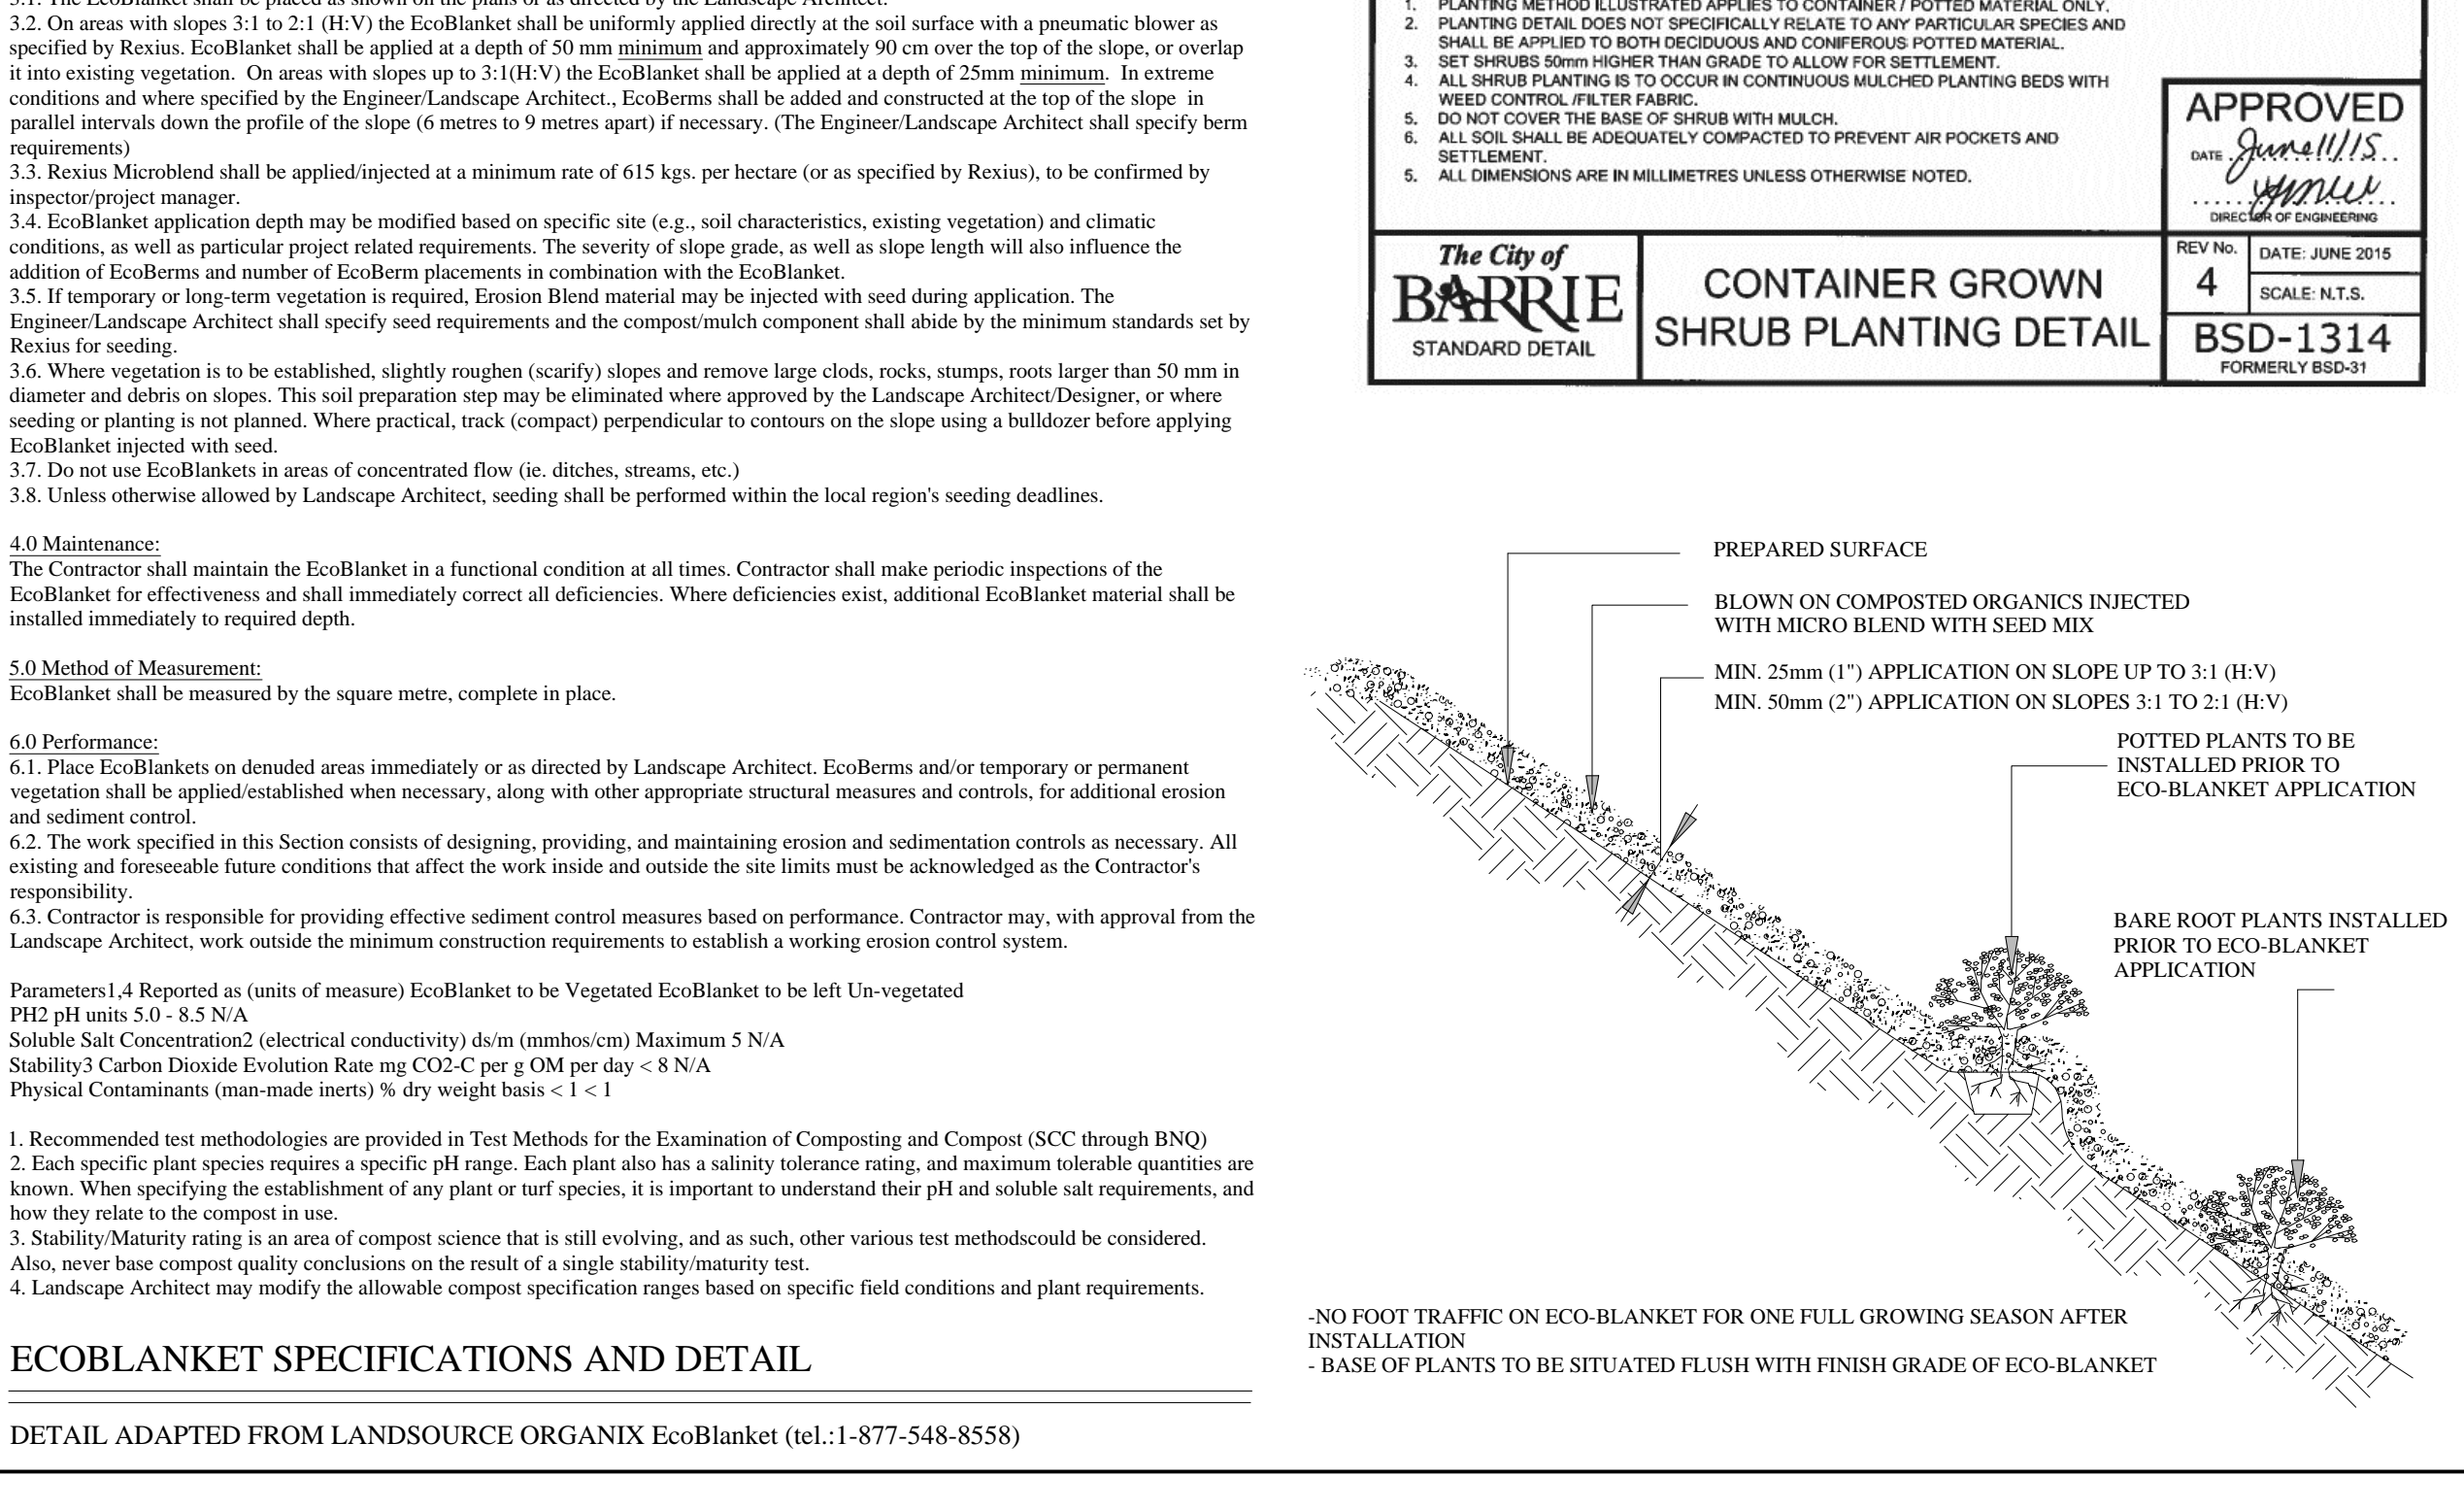 3.1. The EcoBlanket shall be placed as shown on the plans or as directed by the Landscape Architect.
3.2. On areas with slopes 3:1 to 2:1 (H:V) the EcoBlanket shall be uniformly applied directly at the soil surface with a pneumatic blower as
specified by Rexius. EcoBlanket shall be applied at a depth of 50 mm minimum and approximately 90 cm over the top of the slope, or overlap
it into existing vegetation. On areas with slopes up to 3:1(H:V) the EcoBlanket shall be applied at a depth of 25mm minimum. In extreme
conditions and where specified by the Engineer/Landscape Architect., EcoBerms shall be added and constructed at the top of the slope in
parallel intervals down the profile of the slope (6 metres to 9 metres apart) if necessary. (The Engineer/Landscape Architect shall specify berm
requirements)
3.3. Rexius Microblend shall be applied/injected at a minimum rate of 615 kgs. per hectare (or as specified by Rexius), to be confirmed by
inspector/project manager.
3.4. EcoBlanket application depth may be modified based on specific site (e.g., soil characteristics, existing vegetation) and climatic
conditions, as well as particular project related requirements. The severity of slope grade, as well as slope length will also influence the
addition of EcoBerms and number of EcoBerm placements in combination with the EcoBlanket.
3.5. If temporary or long-term vegetation is required, Erosion Blend material may be injected with seed during application. The
Engineer/Landscape Architect shall specify seed requirements and the compost/mulch component shall abide by the minimum standards set by
Rexius for seeding.
3.6. Where vegetation is to be established, slightly roughen (scarify) slopes and remove large clods, rocks, stumps, roots larger than 50 mm in
diameter and debris on slopes. This soil preparation step may be eliminated where approved by the Landscape Architect/Designer, or where
seeding or planting is not planned. Where practical, track (compact) perpendicular to contours on the slope using a bulldozer before applying
EcoBlanket injected with seed.
3.7. Do not use EcoBlankets in areas of concentrated flow (ie. ditches, streams, etc.)
3.8. Unless otherwise allowed by Landscape Architect, seeding shall be performed within the local region's seeding deadlines.
4.0 Maintenance:
The Contractor shall maintain the EcoBlanket in a functional condition at all times. Contractor shall make periodic inspections of the
EcoBlanket for effectiveness and shall immediately correct all deficiencies. Where deficiencies exist, additional EcoBlanket material shall be
installed immediately to required depth.
5.0 Method of Measurement:
EcoBlanket shall be measured by the square metre, complete in place.
6.0 Performance:
6.1. Place EcoBlankets on denuded areas immediately or as directed by Landscape Architect. EcoBerms and/or temporary or permanent
vegetation shall be applied/established when necessary, along with other appropriate structural measures and controls, for additional erosion
and sediment control.
6.2. The work specified in this Section consists of designing, providing, and maintaining erosion and sedimentation controls as necessary. All
existing and foreseeable future conditions that affect the work inside and outside the site limits must be acknowledged as the Contractor's
responsibility.
6.3. Contractor is responsible for providing effective sediment control measures based on performance. Contractor may, with approval from the
Landscape Architect, work outside the minimum construction requirements to establish a working erosion control system.
Parameters1,4 Reported as (units of measure) EcoBlanket to be Vegetated EcoBlanket to be left Un-vegetated
PH2 pH units 5.0 - 8.5 N/A
Soluble Salt Concentration2 (electrical conductivity) ds/m (mmhos/cm) Maximum 5 N/A
Stability3 Carbon Dioxide Evolution Rate mg CO2-C per g OM per day < 8 N/A
Physical Contaminants (man-made inerts) % dry weight basis < 1 < 1
1. Recommended test methodologies are provided in Test Methods for the Examination of Composting and Compost (SCC through BNQ)
2. Each specific plant species requires a specific pH range. Each plant also has a salinity tolerance rating, and maximum tolerable quantities are
known. When specifying the establishment of any plant or turf species, it is important to understand their pH and soluble salt requirements, and
how they relate to the compost in use.
3. Stability/Maturity rating is an area of compost science that is still evolving, and as such, other various test methodscould be considered.
Also, never base compost quality conclusions on the result of a single stability/maturity test.
4. Landscape Architect may modify the allowable compost specification ranges based on specific field conditions and plant requirements.
ECOBLANKET SPECIFICATIONS AND DETAIL
DETAIL ADAPTED FROM LANDSOURCE ORGANIX EcoBlanket (tel.:1-877-548-8558)
1. PLANTING METHOD ILLUSTRATED APPLIES TO CONTAINER / POTTED MATERIAL ONLY.
2. PLANTING DETAIL DOES NOT SPECIFICALLY RELATE TO ANY PARTICULAR SPECIES AND
SHALL BE APPLIED TO BOTH DECIDUOUS AND CONIFEROUS POTTED MATERIAL.
3. SET SHRUBS 50mm HIGHER THAN GRADE TO ALLOW FOR SETTLEMENT.
4. ALL SHRUB PLANTING IS TO OCCUR IN CONTINUOUS MULCHED PLANTING BEDS WITH
WEED CONTROL /FILTER FABRIC.
5. DO NOT COVER THE BASE OF SHRUB WITH MULCH.
6. ALL SOIL SHALL BE ADEQUATELY COMPACTED TO PREVENT AIR POCKETS AND
SETTLEMENT.
5. ALL DIMENSIONS ARE IN MILLIMETRES UNLESS OTHERWISE NOTED.
APPROVED
DATE June 11/15
DIRECTOR OF ENGINEERING
The City of
BARRIE
STANDARD DETAIL
CONTAINER GROWN
SHRUB PLANTING DETAIL
REV No.
4
DATE: JUNE 2015
SCALE: N.T.S.
BSD-1314
FORMERLY BSD-31
PREPARED SURFACE
BLOWN ON COMPOSTED ORGANICS INJECTED
WITH MICRO BLEND WITH SEED MIX
MIN. 25mm (1") APPLICATION ON SLOPE UP TO 3:1 (H:V)
MIN. 50mm (2") APPLICATION ON SLOPES 3:1 TO 2:1 (H:V)
POTTED PLANTS TO BE
INSTALLED PRIOR TO
ECO-BLANKET APPLICATION
BARE ROOT PLANTS INSTALLED
PRIOR TO ECO-BLANKET
APPLICATION
-NO FOOT TRAFFIC ON ECO-BLANKET FOR ONE FULL GROWING SEASON AFTER
INSTALLATION
- BASE OF PLANTS TO BE SITUATED FLUSH WITH FINISH GRADE OF ECO-BLANKET